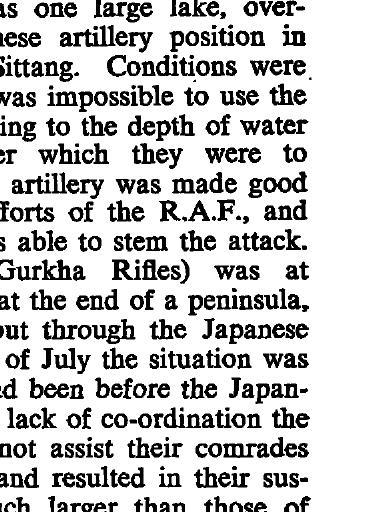 as one large lake, over-
nese artillery position in
Sittang. Conditions were
was impossible to use the
ing to the depth of water
er which they were to
artillery was made good
fforts of the R.A.F., and
s able to stem the attack.
Gurkha Rifles) was at
at the end of a peninsula,
out through the Japanese
of July the situation was
d been before the Japan-
lack of co-ordination the
not assist their comrades
and resulted in their sus-
ch larger than those of